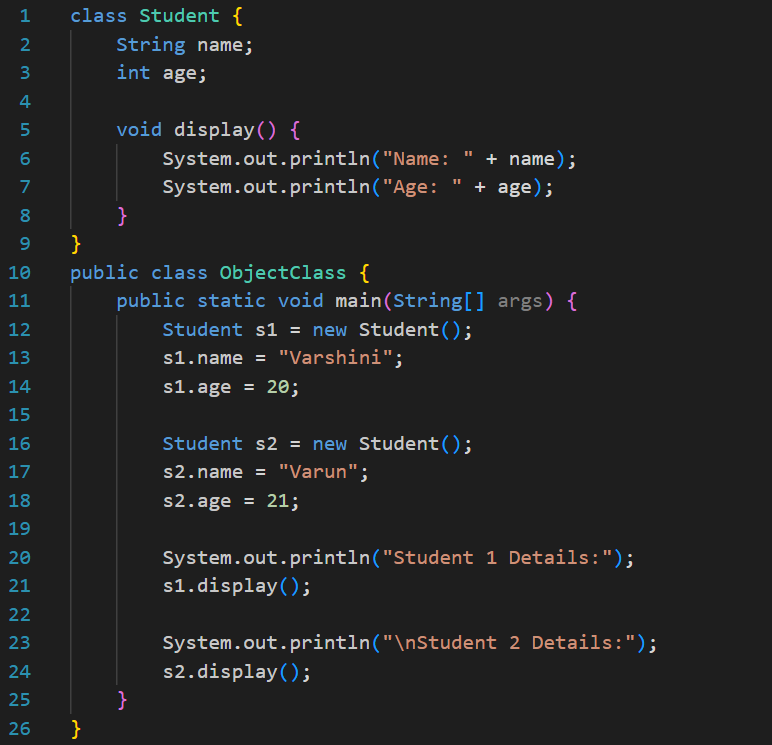 1 class Student {
2     String name;
3     int age;
4
5     void display() {
6         System.out.println("Name: " + name);
7         System.out.println("Age: " + age);
8     }
9 }
10 public class ObjectClass {
11     public static void main(String[] args) {
12         Student s1 = new Student();
13         s1.name = "Varshini";
14         s1.age = 20;
15
16         Student s2 = new Student();
17         s2.name = "Varun";
18         s2.age = 21;
19
20         System.out.println("Student 1 Details:");
21         s1.display();
22
23         System.out.println("\nStudent 2 Details:");
24         s2.display();
25     }
26 }